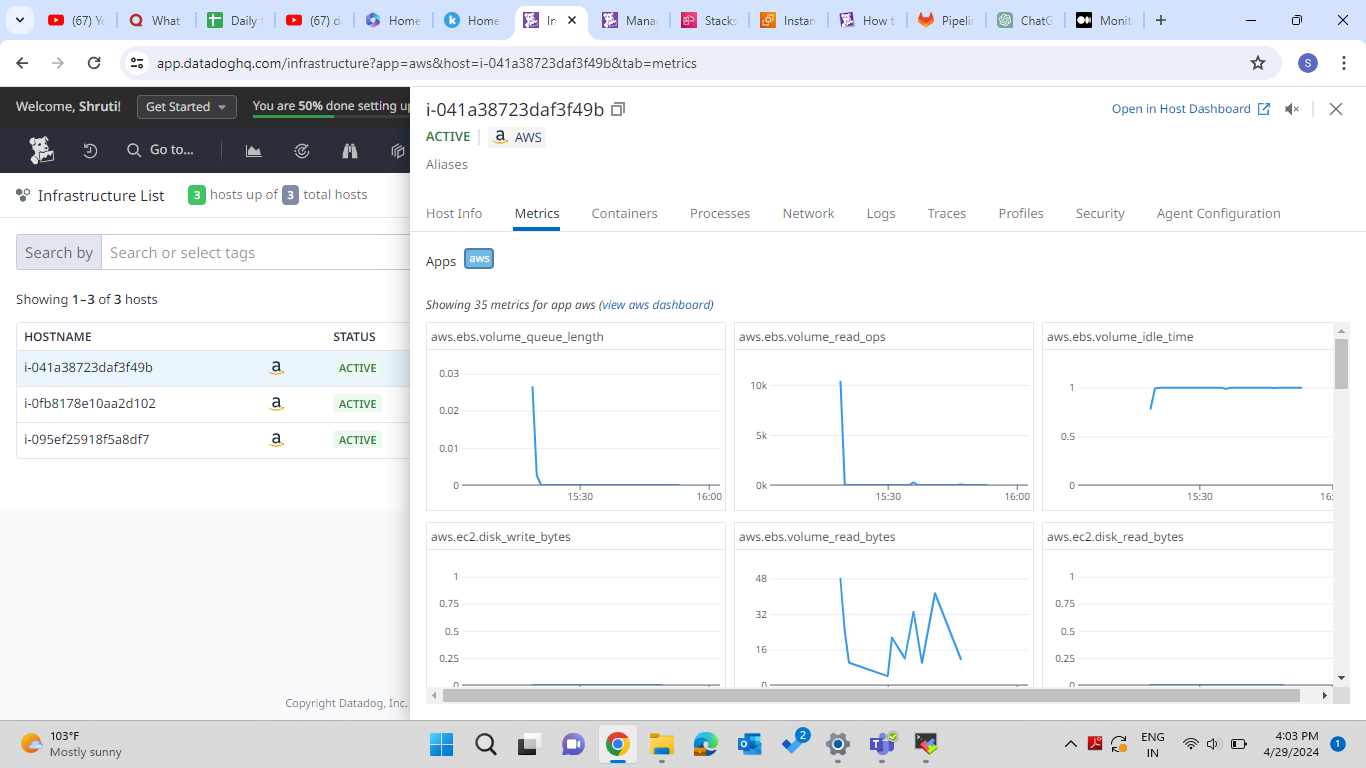 (67) Yo
What
Daily t
(67) da
Home
Home
In
Mana
Stacks
Instan
How t
Pipelin
ChatG
Monit
app.datadoghq.com/infrastructure?app=aws&host=i-041a38723daf3f49b&tab=metrics
S
Welcome, Shruti!
Get Started
You are 50% done setting up
Go to...
Infrastructure List
3 hosts up of 3 total hosts
Search by
Search or select tags
Showing 1–3 of 3 hosts
HOSTNAME
STATUS
i-041a38723daf3f49b
ACTIVE
i-0fb8178e10aa2d102
ACTIVE
i-095ef25918f5a8df7
ACTIVE
Copyright Datadog, Inc.
i-041a38723daf3f49b
Open in Host Dashboard
ACTIVE
AWS
Aliases
Host Info
Metrics
Containers
Processes
Network
Logs
Traces
Profiles
Security
Agent Configuration
Apps
aws
Showing 35 metrics for app aws (view aws dashboard)
aws.ebs.volume_queue_length
0.03
0.02
0.01
0
15:30
16:00
aws.ebs.volume_read_ops
10k
5k
0k
15:30
16:00
aws.ebs.volume_idle_time
1
0.5
0
15:30
16:
aws.ec2.disk_write_bytes
1
0.75
0.5
0.25
0
aws.ebs.volume_read_bytes
48
32
16
0
aws.ec2.disk_read_bytes
1
0.75
0.5
0.25
0
103°F
Mostly sunny
2
ENG
IN
4:03 PM
4/29/2024
1